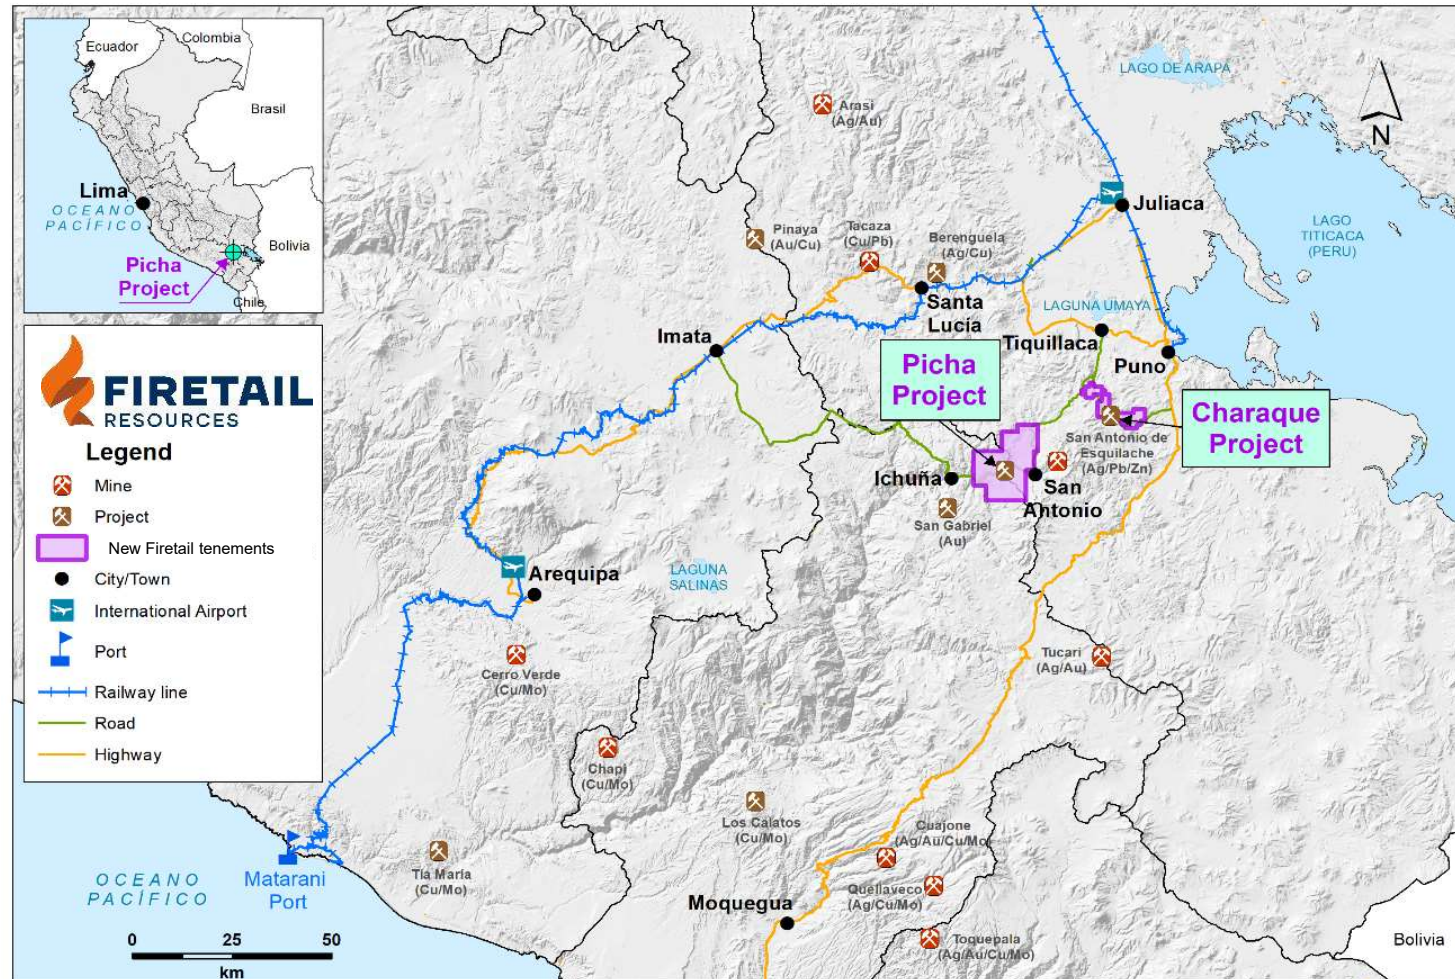 Ecuador
Colombia
Brasil
Lima
OCEANO
PACÍFICO
Bolivia
Picha
Project
Chile
FIRETAIL
RESOURCES
Legend
Mine
Project
New Firetail tenements
City/Town
International Airport
Port
Railway line
Road
Highway
LAGO DE ARAPA
N
Arasi
(Ag/Au)
Juliaca
Pinaya
(Au/Cu)
Tacaza
(Cu/Pb)
Berenguela
(Ag/Cu)
LAGO
TITICACA
(PERU)
Santa
Lucía
LAGUNA UMAYA
Imata
Tiquillaca
Puno
Picha
Project
Charaque
Project
San Antonio de
Esquilache
(Ag/Pb/Zn)
Ichuña
San
Antonio
San Gabriel
(Au)
LAGUNA
SALINAS
Arequipa
Cerro Verde
(Cu/Mo)
Tucari
(Ag/Au)
Chapi
(Cu/Mo)
Los Calatos
(Cu/Mo)
Cuajone
(Ag/Au/Cu/Mo)
Tía María
(Cu/Mo)
Quellaveco
(Ag/Cu/Mo)
OCEANO
PACÍFICO
Matarani
Port
Moquegua
Toquepala
(Ag/Au/Cu/Mo)
Bolivia
0 25 50
km